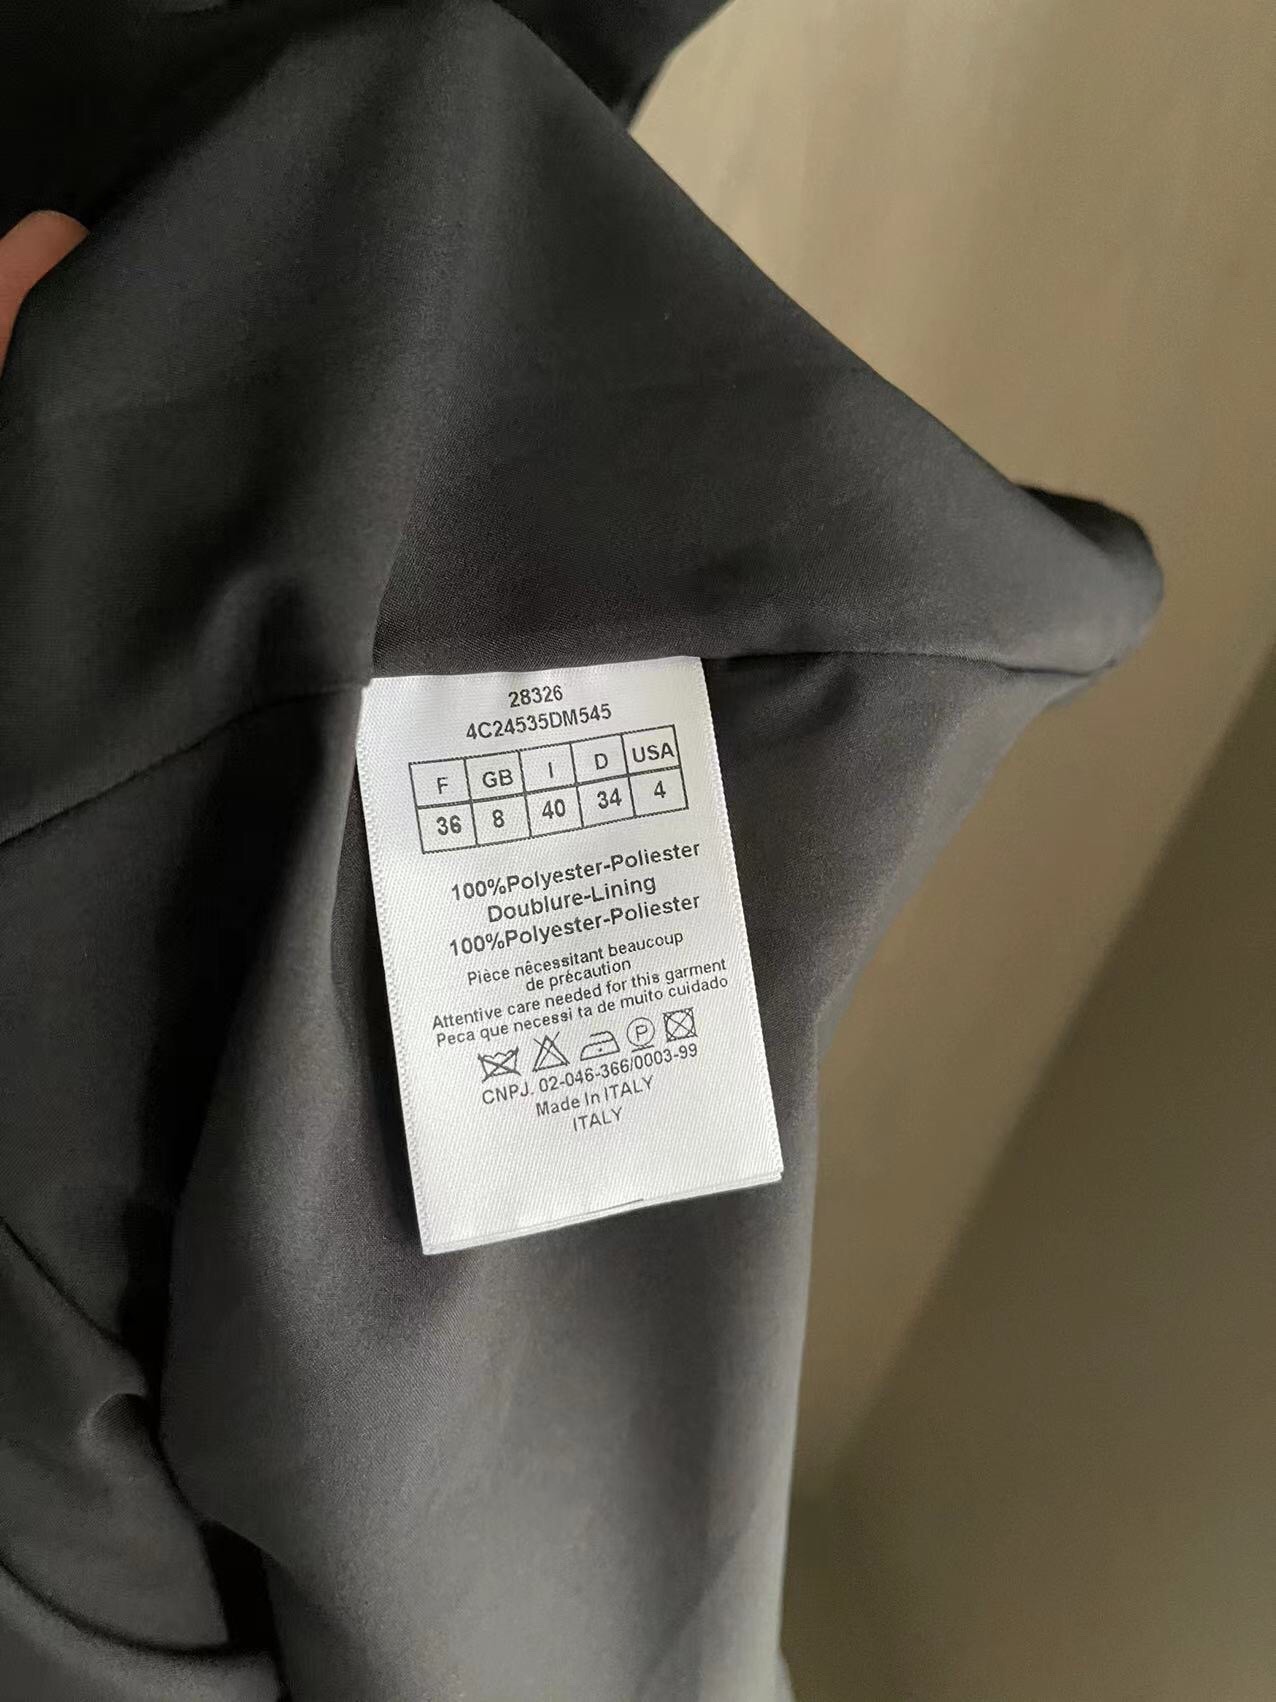 28326
4C24535DM545
F GB I D USA
36 8 40 34 4
100%Polyester-Poliester
Doublure-Lining
100%Polyester-Poliester
Pièce nêcessitant beaucoup
de précaution
Attentive care needed for this garment
Peca que necessi ta de muito cuidado
P
CNPJ. 02-046-366/0003-99
Made In ITALY
ITALY